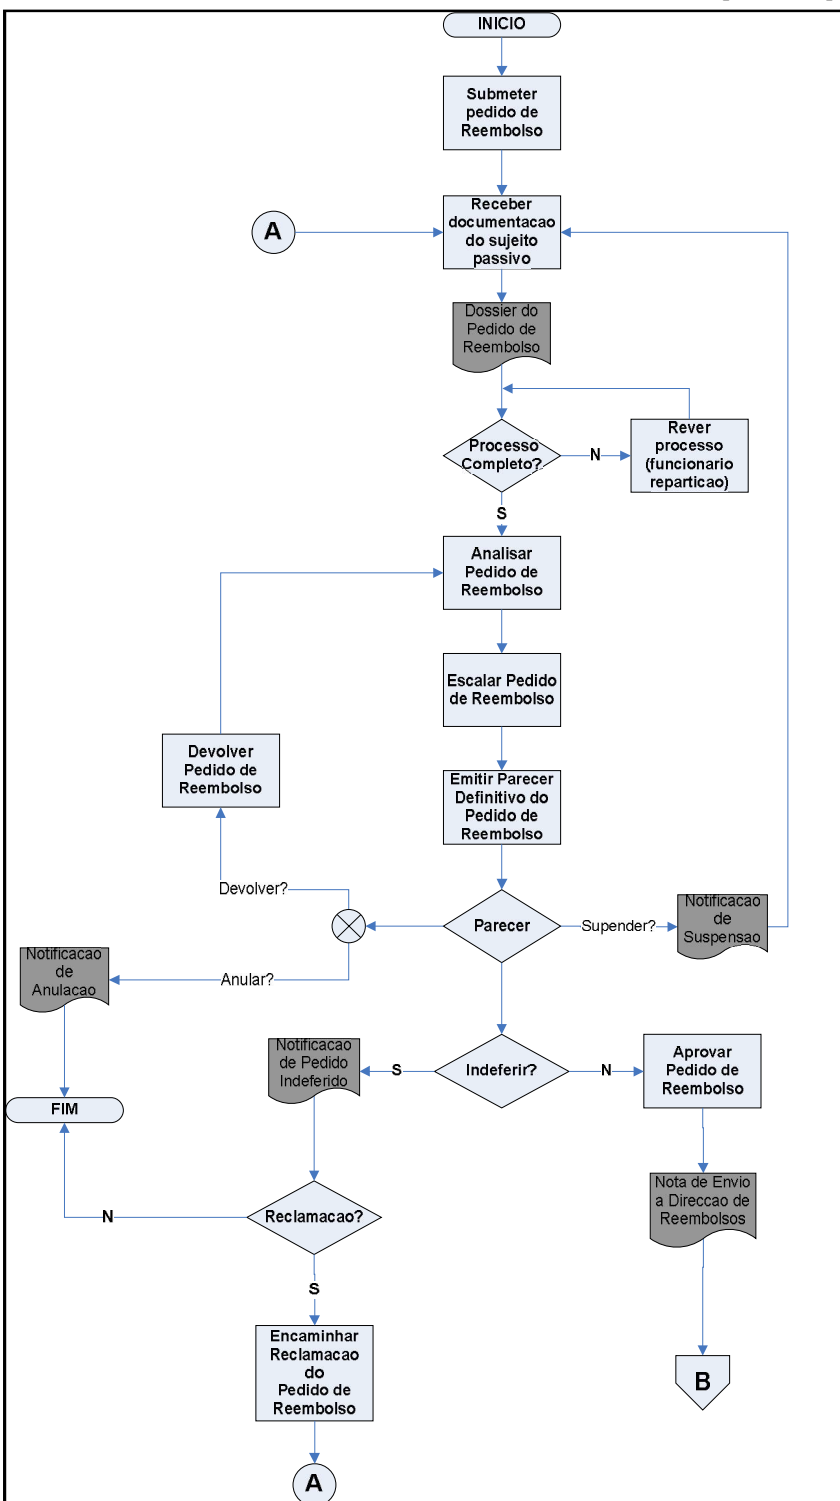 INICIO
Submeter
pedido de
Reembolso
A
Receber
documentacao
do sujeito
passivo
Dossier do
Pedido de
Reembolso
Processo
Completo?
N
Rever
processo
(funcionario
reparticao)
S
Analisar
Pedido de
Reembolso
Escalar Pedido
de Reembolso
Devolver
Pedido de
Reembolso
Emitir Parecer
Definitivo do
Pedido de
Reembolso
Devolver?
Parecer
Supender?
Notificacao
de
Suspensao
Notificacao
de
Anulacao
Anular?
Notificacao
de Pedido
Indeferido
S
Indeferir?
N
Aprovar
Pedido de
Reembolso
FIM
Nota de Envio
a Direccao de
Reembolsos
N
Reclamacao?
S
Encaminhar
Reclamacao
do
Pedido de
Reembolso
B
A